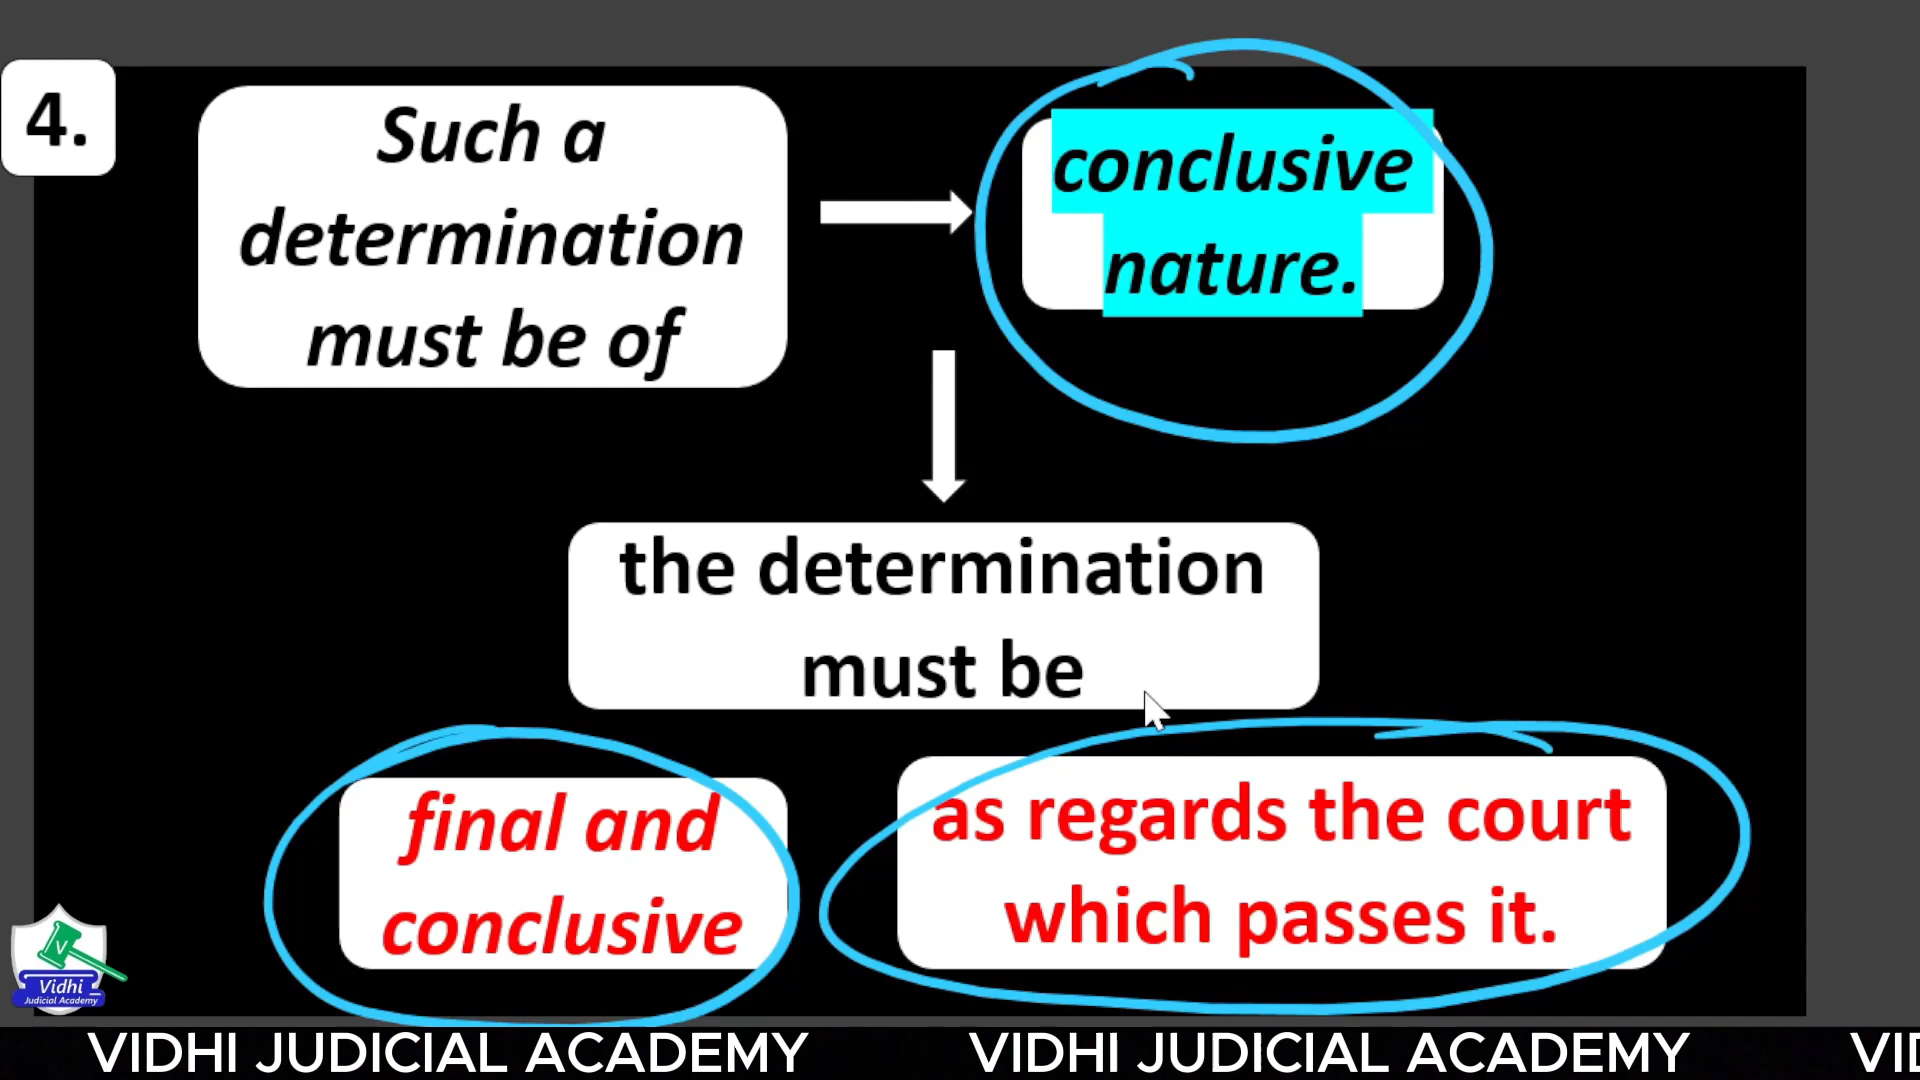 4.
Such a
determination
must be of
conclusive
nature.
the determination
must be
final and
conclusive
as regards the court
which passes it.
V
Vidhi
Judicial Academy
VIDHI JUDICIAL ACADEMY VIDHI JUDICIAL ACADEMY VID